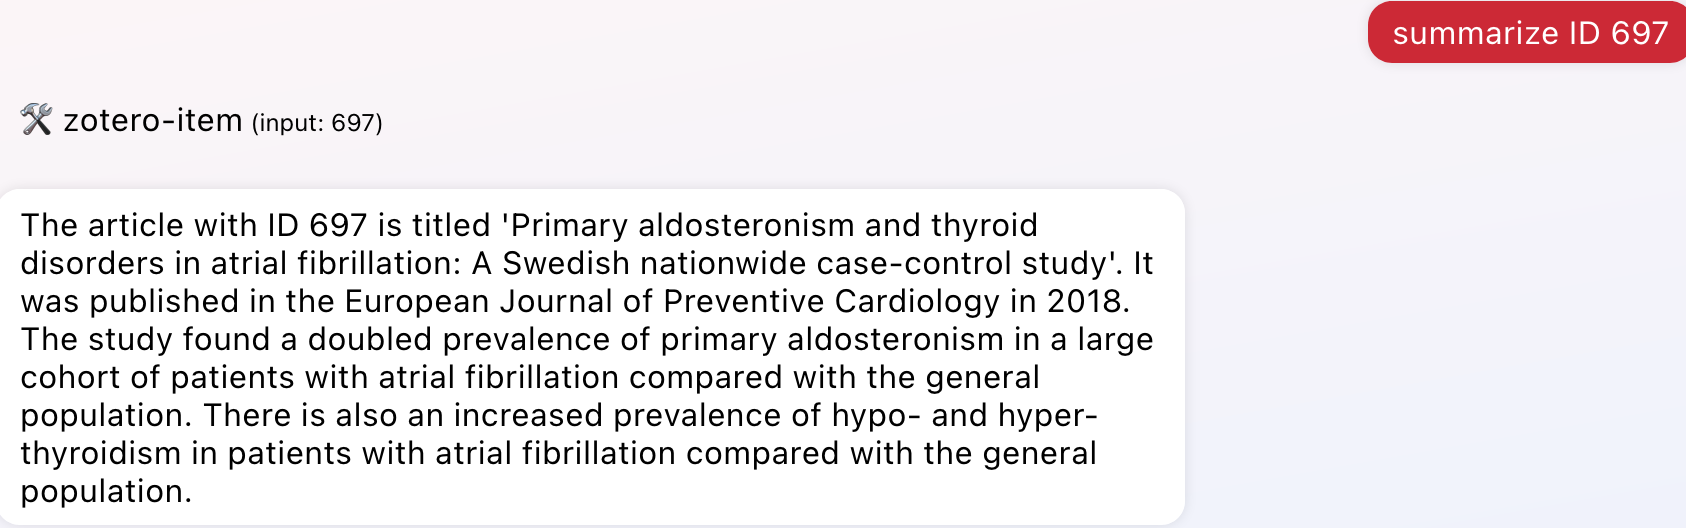 summarize ID 697
🛠 zotero-item (input: 697)
The article with ID 697 is titled 'Primary aldosteronism and thyroid
disorders in atrial fibrillation: A Swedish nationwide case-control study'. It
was published in the European Journal of Preventive Cardiology in 2018.
The study found a doubled prevalence of primary aldosteronism in a large
cohort of patients with atrial fibrillation compared with the general
population. There is also an increased prevalence of hypo- and hyper-
thyroidism in patients with atrial fibrillation compared with the general
population.